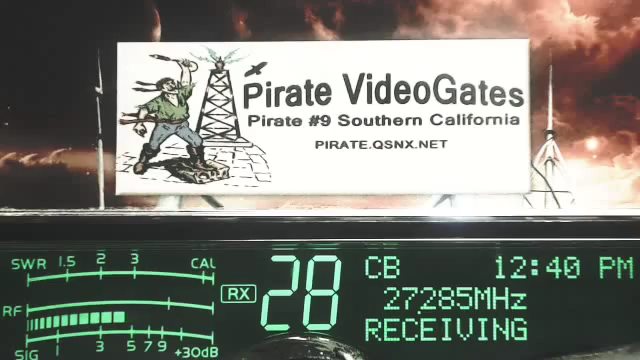 Pirate VideoGates
Pirate #9 Southern California
PIRATE.QSNX.NET
SWR 1.5 2 3 CAL
RX 28 CB 12:40 PM
27285MHz
RF
RECEIVING
SIG 1 3 5 7 9 +30dB